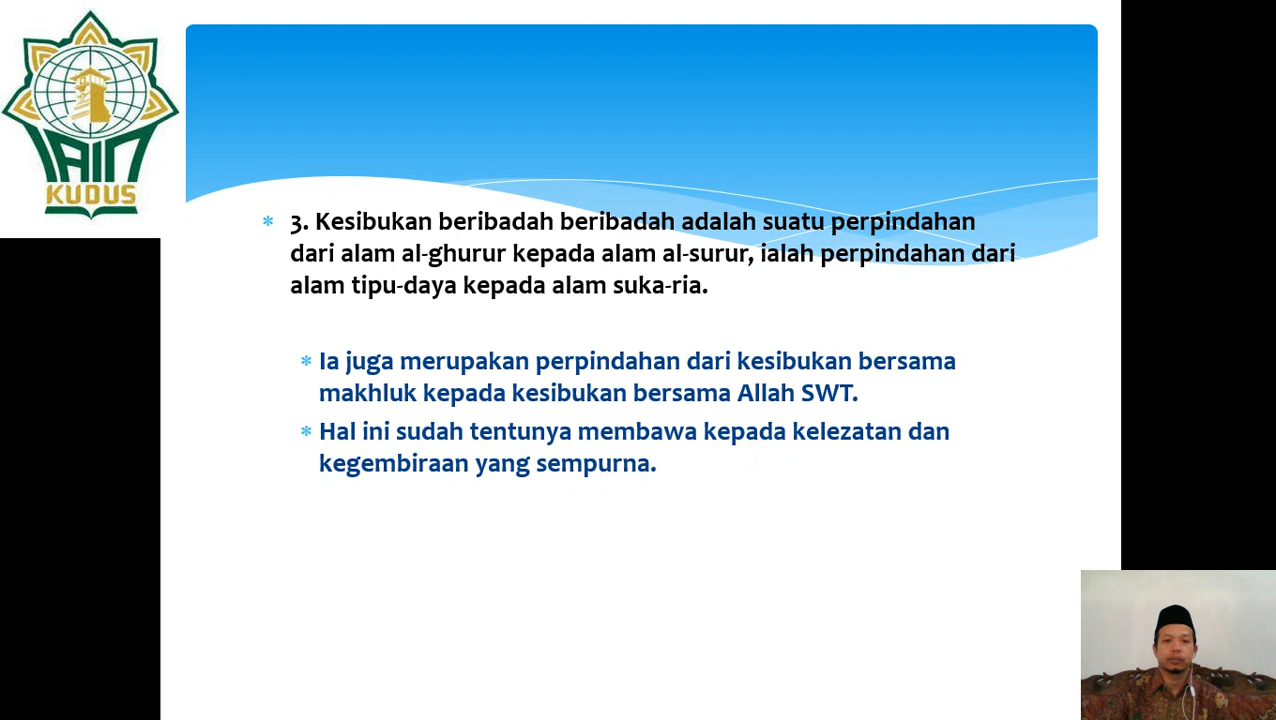 IAIN
KUDUS
3. Kesibukan beribadah beribadah adalah suatu perpindahan
dari alam al-ghurur kepada alam al-surur, ialah perpindahan dari
alam tipu-daya kepada alam suka-ria.
Ia juga merupakan perpindahan dari kesibukan bersama
makhluk kepada kesibukan bersama Allah SWT.
Hal ini sudah tentunya membawa kepada kelezatan dan
kegembiraan yang sempurna.